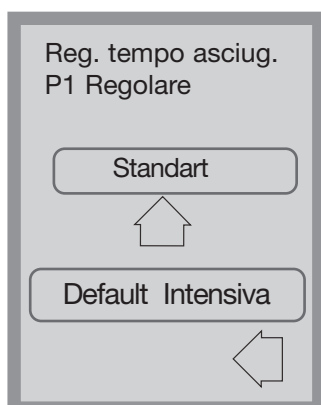 Reg. tempo asciug.
P1 Regolare
Standart
Default Intensiva